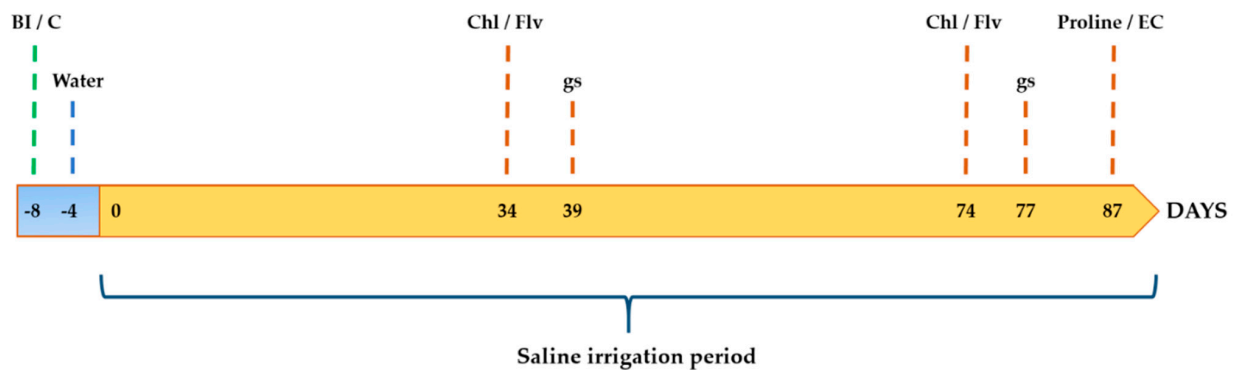 BI / C
Chl / Flv
Chl / Flv
Proline / EC
Water
gs
gs
-8 -4 0 34 39 74 77 87 DAYS
Saline irrigation period